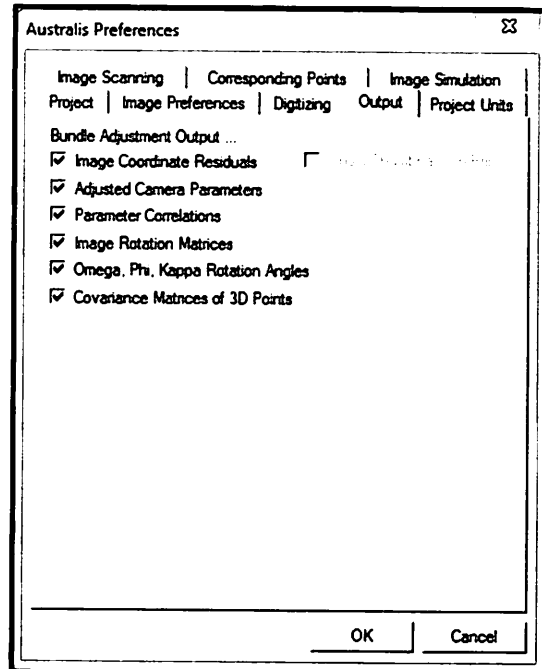 Australis Preferences
Image Scanning Corresponding Points Image Simulation
Project Image Preferences Digitizing Output Project Units
Bundle Adjustment Output ...
Image Coordinate Residuals
Adjusted Camera Parameters
Parameter Correlations
Image Rotation Matrices
Omega, Phi, Kappa Rotation Angles
Covariance Matrices of 3D Points
OK Cancel